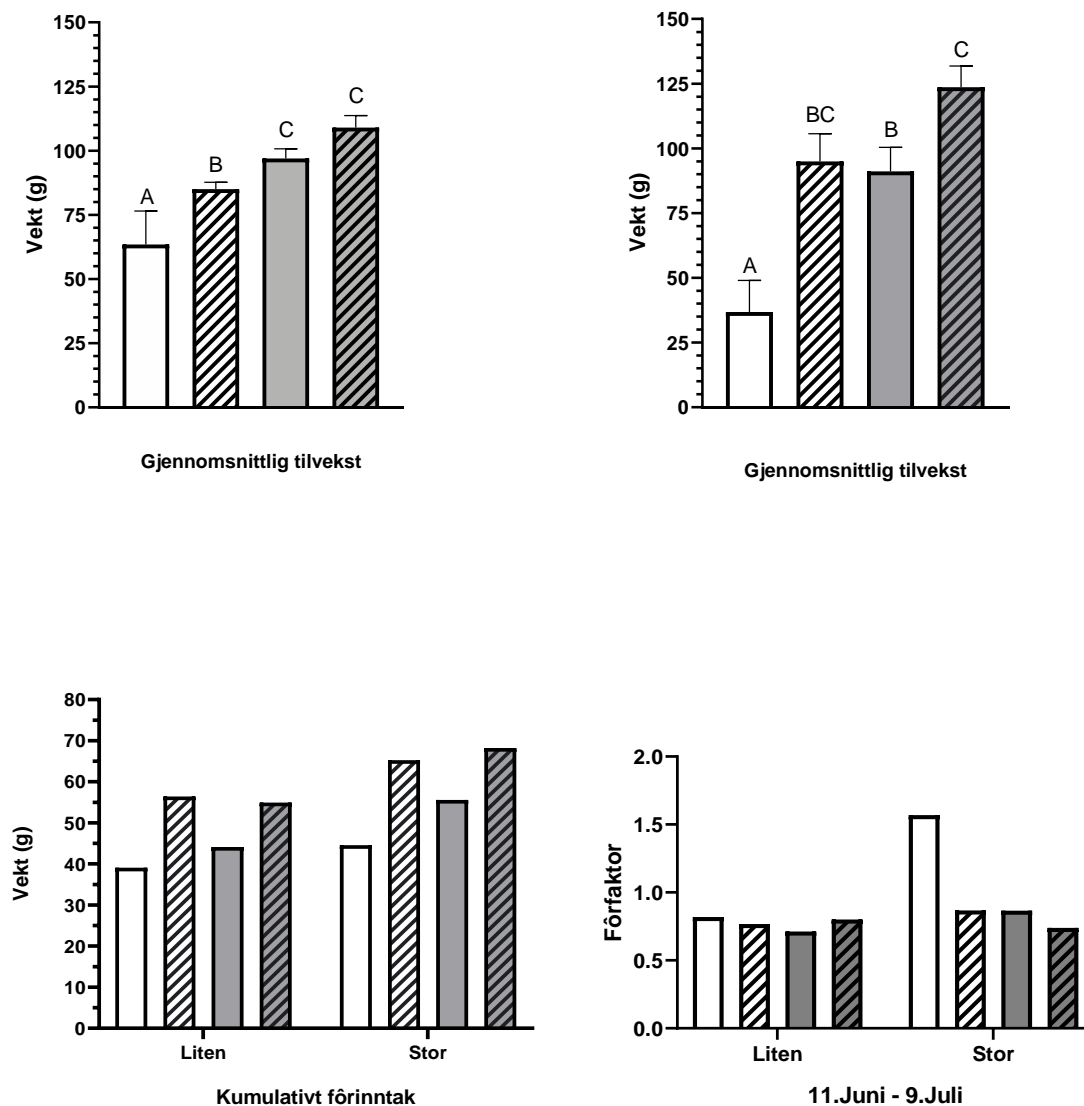 150
125
100
75
50
25
0
Vekt (g)
A
B
C
C
Gjennomsnittlig tilvekst
150
125
100
75
50
25
0
Vekt (g)
A
BC
B
C
Gjennomsnittlig tilvekst
80
70
60
50
40
30
20
10
0
Vekt (g)
Liten
Stor
Kumulativt fôrinntak
2.0
1.5
1.0
0.5
0.0
Fôrfaktor
Liten
Stor
11.Juni - 9.Juli